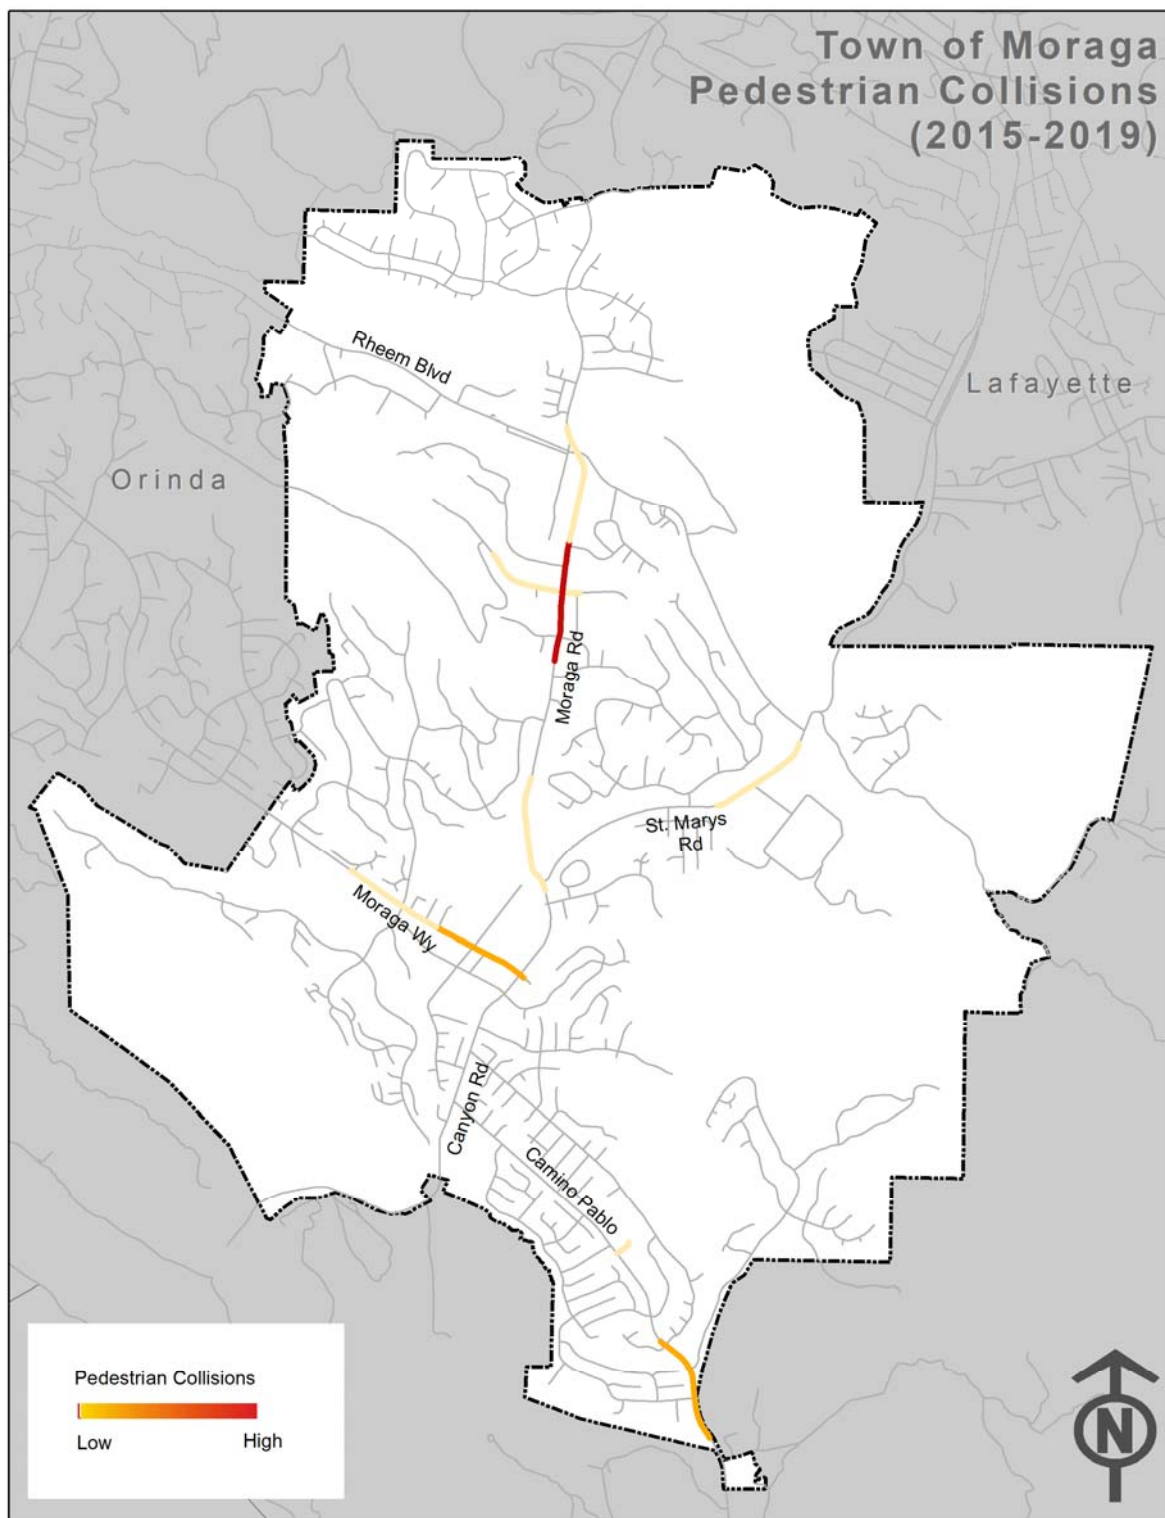 Town of Moraga
Pedestrian Collisions
(2015-2019)
Rheem Blvd
Lafayette
Orinda
Moraga Rd
St. Marys
Rd
Moraga Wy
Canyon Rd
Camino Pablo
Pedestrian Collisions
Low High
N